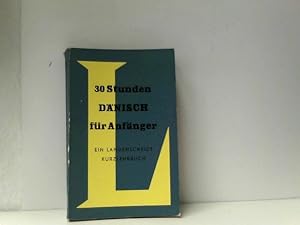 30 Stunden
DÄNISCH
für Anfänger
EIN LANGENSCHEIDT
KURZLEHRBUCH